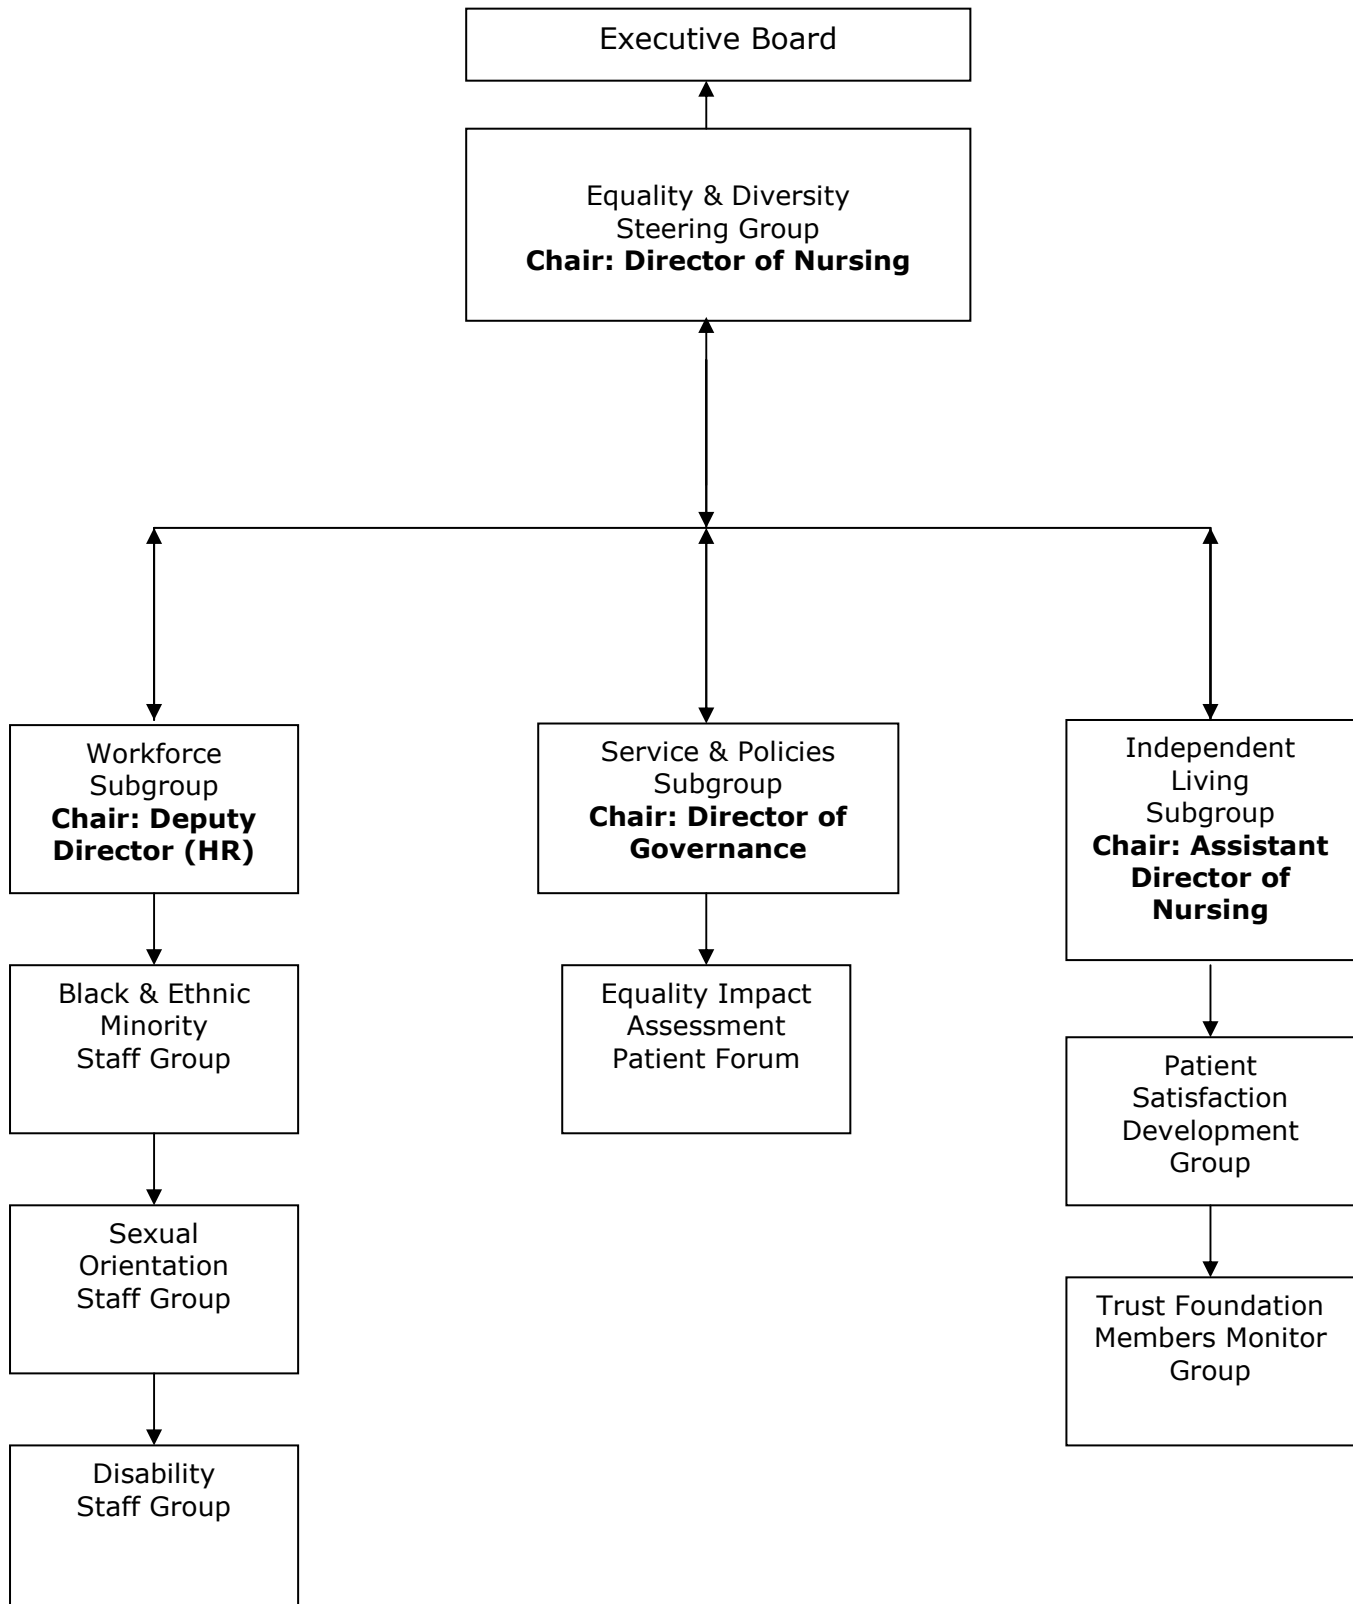 Executive Board
Equality & Diversity
Steering Group
Chair: Director of Nursing
Workforce
Subgroup
Chair: Deputy
Director (HR)
Service & Policies
Subgroup
Chair: Director of
Governance
Independent
Living
Subgroup
Chair: Assistant
Director of
Nursing
Black & Ethnic
Minority
Staff Group
Equality Impact
Assessment
Patient Forum
Patient
Satisfaction
Development
Group
Sexual
Orientation
Staff Group
Trust Foundation
Members Monitor
Group
Disability
Staff Group